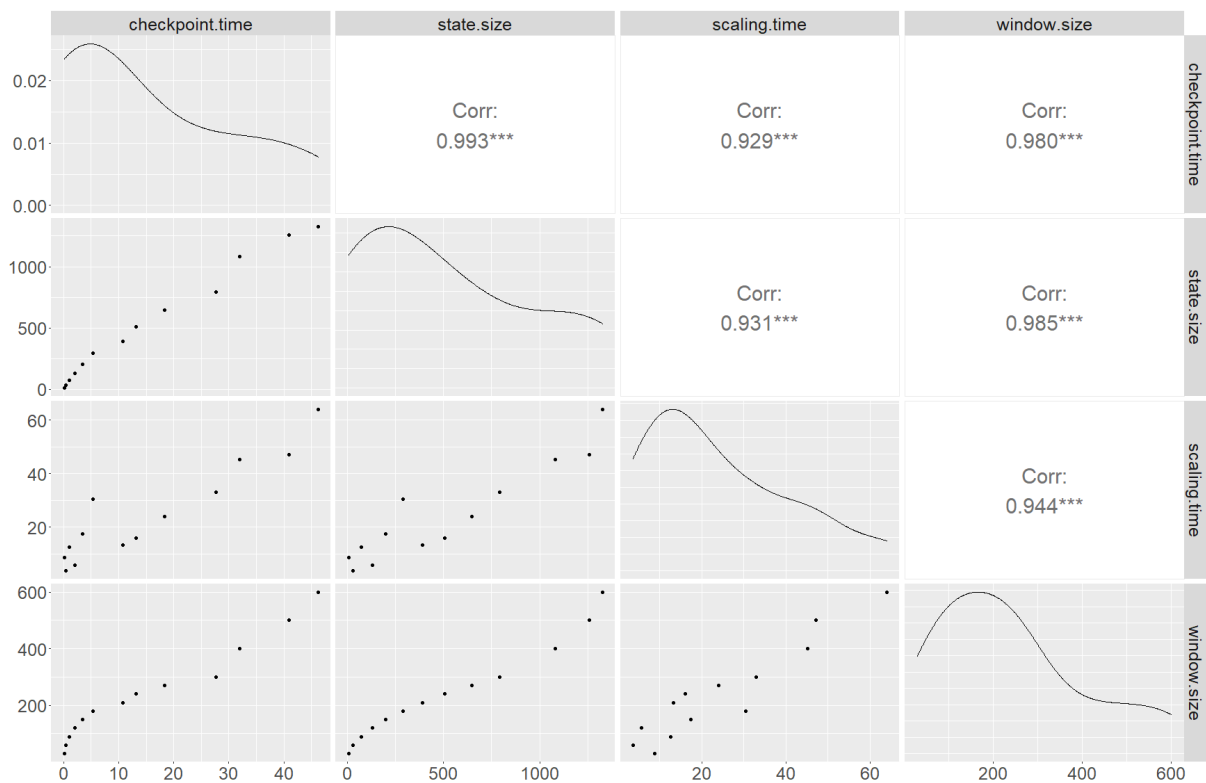 checkpoint.time state.size scaling.time window.size
0.02
0.01
0.00
Corr:
0.993***
Corr:
0.929***
Corr:
0.980***
checkpoint.time
1000
500
0
Corr:
0.931***
Corr:
0.985***
state.size
60
40
20
Corr:
0.944***
scaling.time
600
400
200
window.size
0 10 20 30 40 0 500 1000 20 40 60 200 400 600